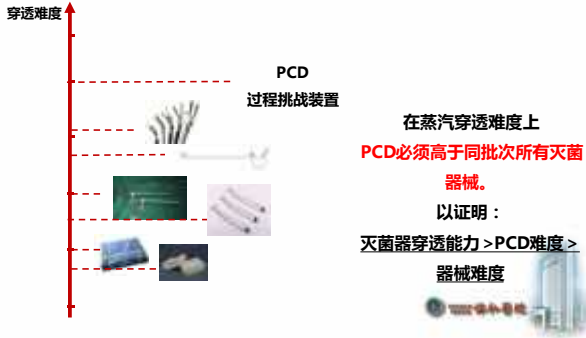 穿透难度
PCD
过程挑战装置
在蒸汽穿透难度上
PCD必须高于同批次所有灭菌
器械。
以证明：
灭菌器穿透能力>PCD难度>
器械难度